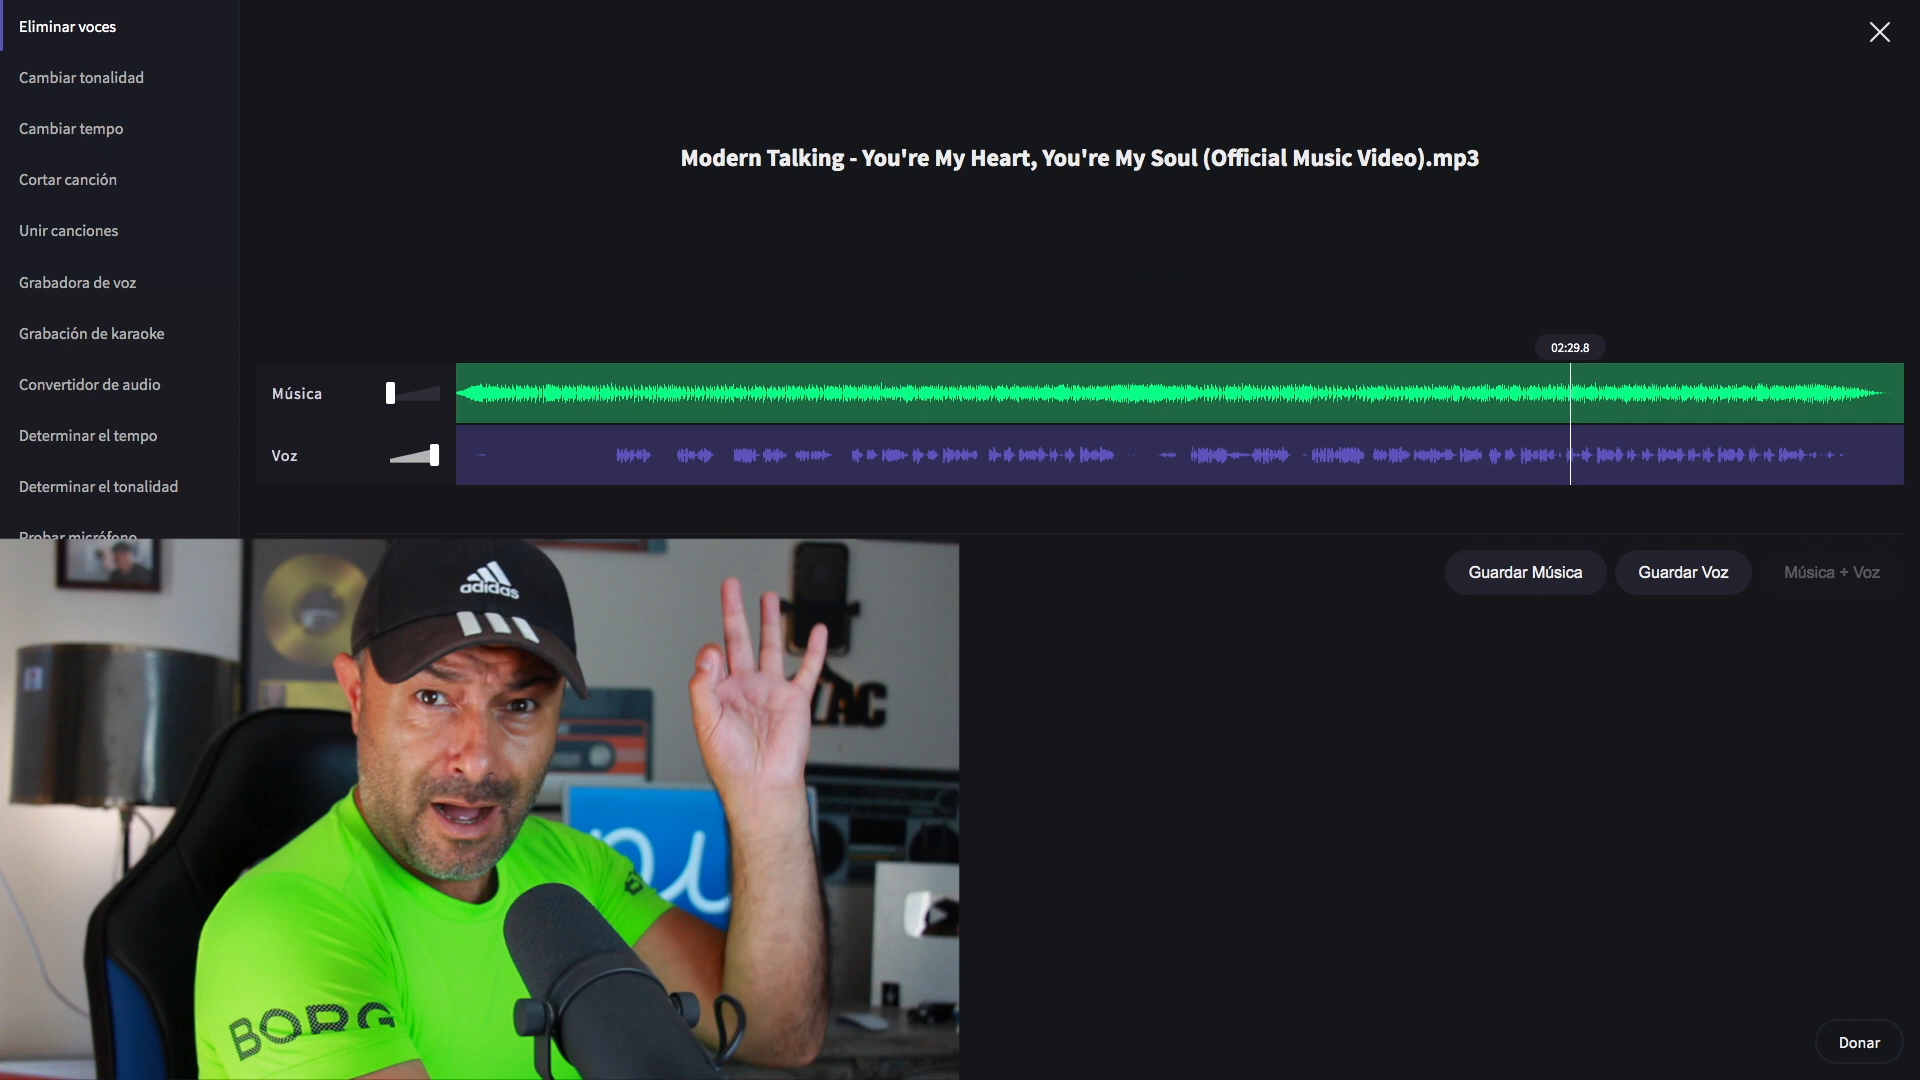 Eliminar voces
Cambiar tonalidad
Cambiar tempo
Cortar canción
Unir canciones
Grabadora de voz
Grabación de karaoke
Convertidor de audio
Determinar el tempo
Determinar el tonalidad
Probar micrófono
Modern Talking - You're My Heart, You're My Soul (Official Music Video).mp3
02:29.8
Música
Voz
Guardar Música
Guardar Voz
Música + Voz
Donar
adidas
BORG